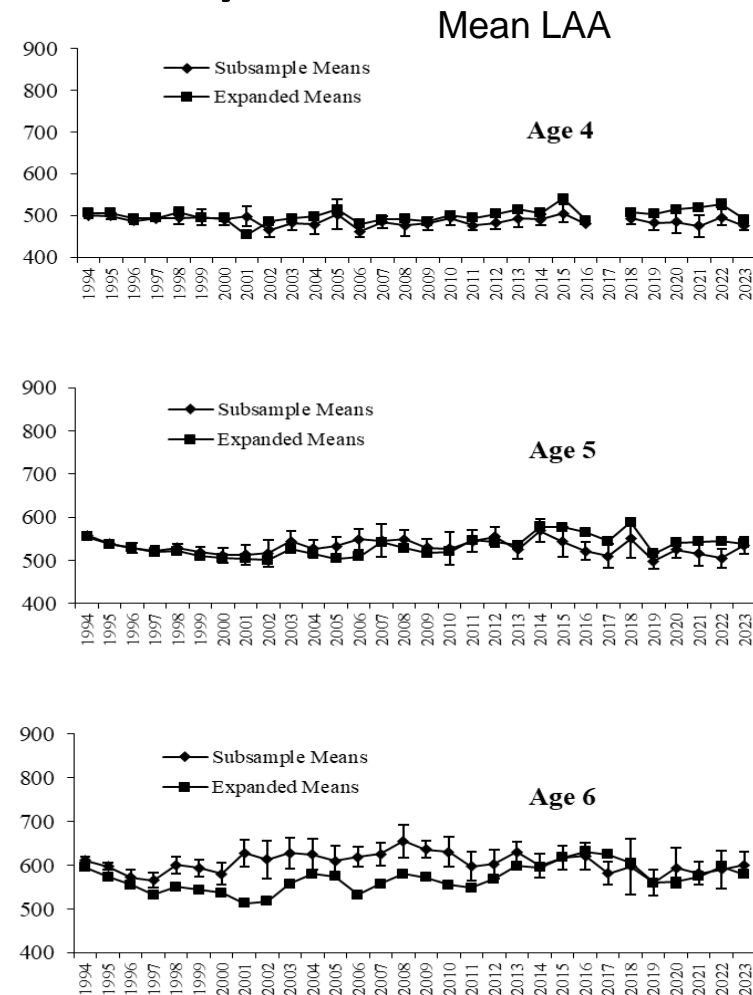 Mean LAA
900
800
700
600
500
400
Subsample Means
Expanded Means
Age 4
1994 1995 1996 1997 1998 1999 2000 2001 2002 2003 2004 2005 2006 2007 2008 2009 2010 2011 2012 2013 2014 2015 2016 2017 2018 2019 2020 2021 2022 2023
900
800
700
600
500
400
Subsample Means
Expanded Means
Age 5
1994 1995 1996 1997 1998 1999 2000 2001 2002 2003 2004 2005 2006 2007 2008 2009 2010 2011 2012 2013 2014 2015 2016 2017 2018 2019 2020 2021 2022 2023
900
800
700
600
500
400
Subsample Means
Expanded Means
Age 6
1994 1995 1996 1997 1998 1999 2000 2001 2002 2003 2004 2005 2006 2007 2008 2009 2010 2011 2012 2013 2014 2015 2016 2017 2018 2019 2020 2021 2022 2023